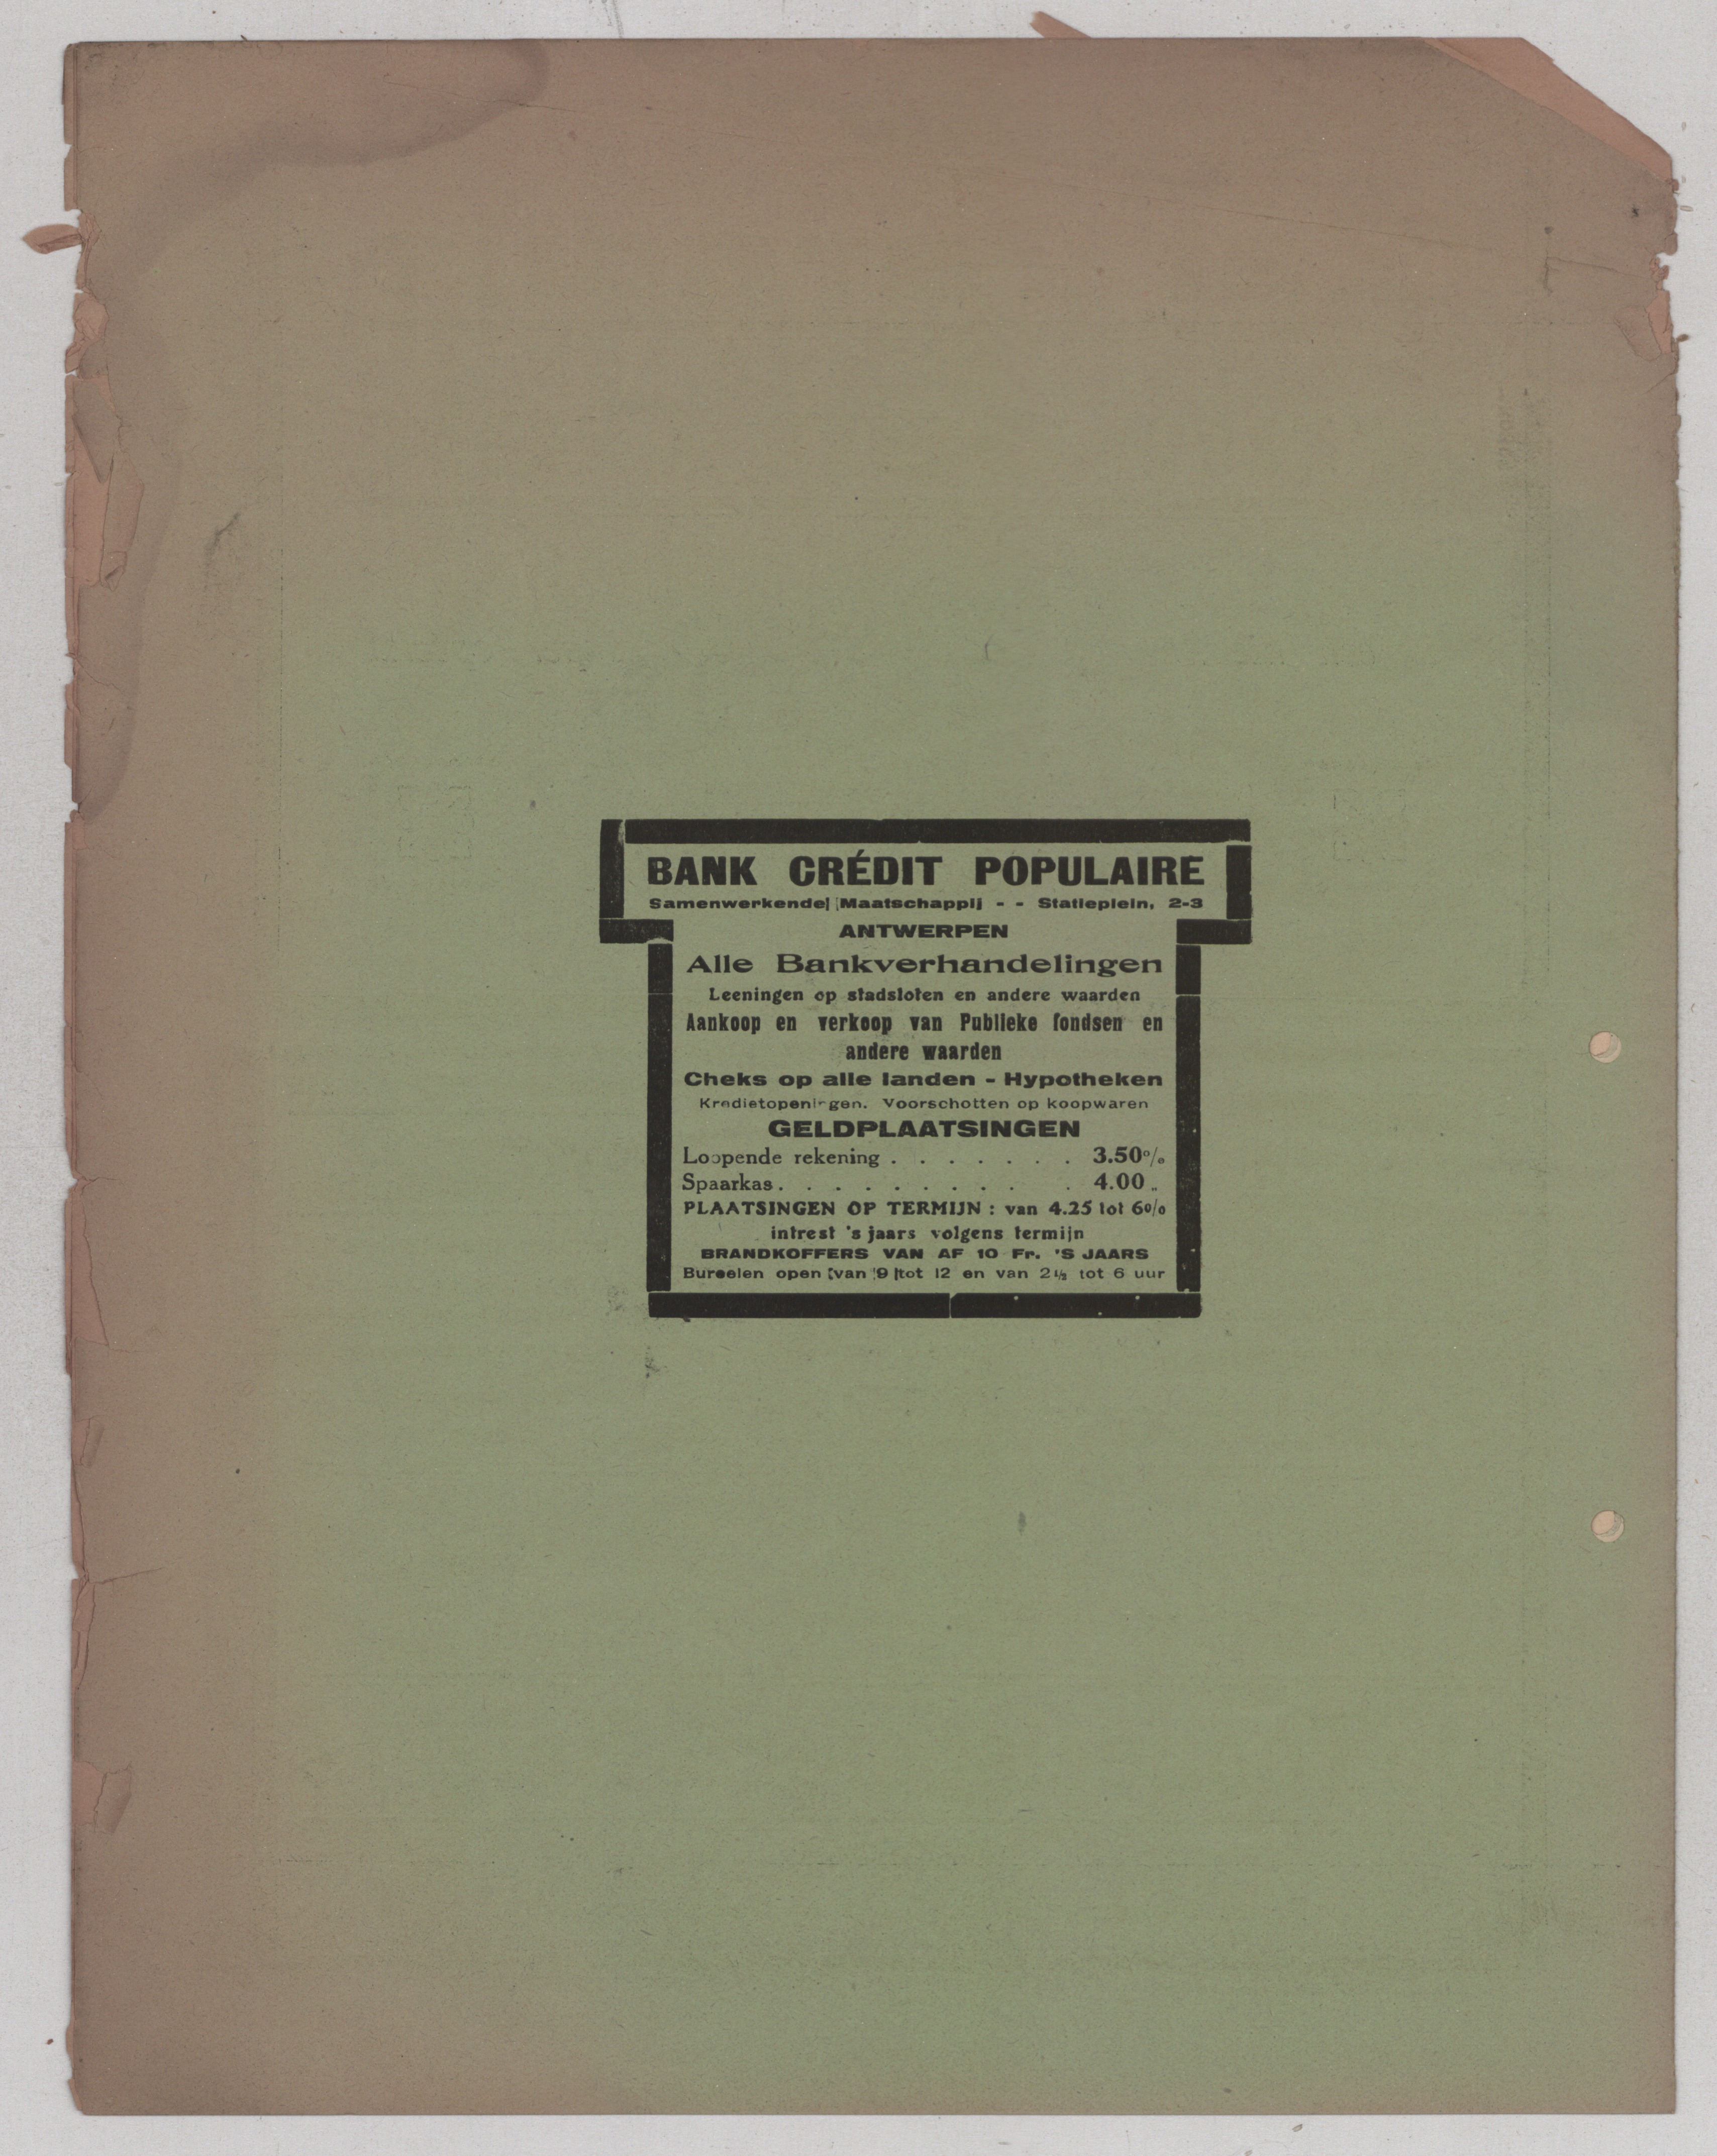 BANK CRÉDIT POPULAIRE
Samenwerkende Maatschappij - - Statieplein, 2-3
ANTWERPEN
Alle Bankverhandelingen
Leeningen op stadsloten en andere waarden
Aankoop en verkoop van Publieke fondsen en
andere waarden
Cheks op alle landen - Hypotheken
Kredietopeningen. Voorschotten op koopwaren
GELDPLAATSINGEN
Loopende rekening . . . . . . . 3.50%
Spaarkas . . . . . . . . . 4.00 „
PLAATSINGEN OP TERMIJN : van 4.25 tot 6%
intrest 's jaars volgens termijn
BRANDKOFFERS VAN AF 10 Fr. 'S JAARS
Bureelen open van 9 tot 12 en van 2 1/2 tot 6 uur